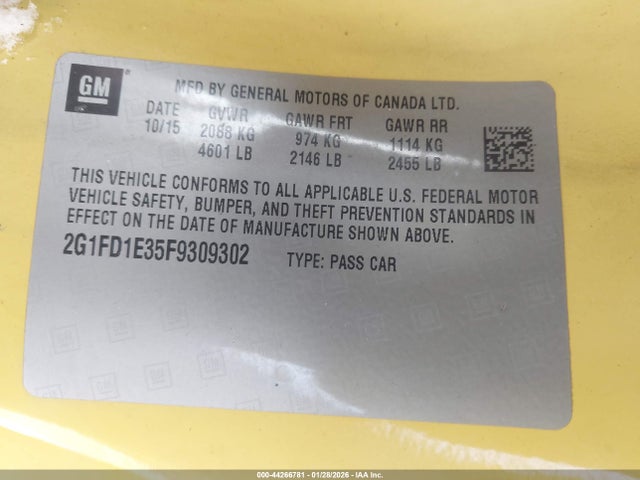 GM
MFD BY GENERAL MOTORS OF CANADA LTD.
DATE GVWR GAWR FRT GAWR RR
10/15 2088 KG 974 KG 1114 KG
4601 LB 2146 LB 2455 LB
THIS VEHICLE CONFORMS TO ALL APPLICABLE U.S. FEDERAL MOTOR
VEHICLE SAFETY, BUMPER, AND THEFT PREVENTION STANDARDS IN
EFFECT ON THE DATE OF MANUFACTURE SHOWN ABOVE.
2G1FD1E35F9309302 TYPE: PASS CAR
000-44266781 - 01/28/2026 - IAA Inc.